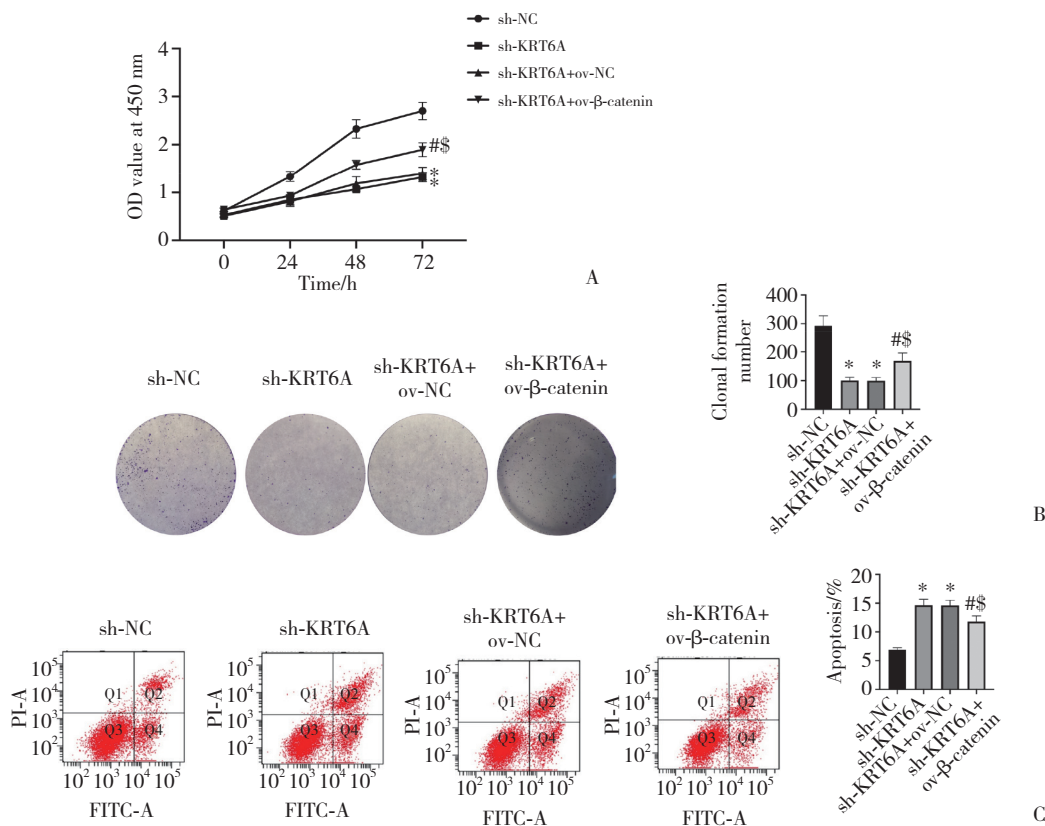 sh-NC
sh-KRT6A
sh-KRT6A+ov-NC
sh-KRT6A+ov-β-catenin
OD value at 450 nm
4
3
2
1
0
#$
*
*
0 24 48 72
Time/h
A
sh-NC
sh-KRT6A
sh-KRT6A+
ov-NC
sh-KRT6A+
ov-β-catenin
Clonal formation
number
400
300
200
100
0
* * #$
sh-NC
sh-KRT6A
sh-KRT6A+ov-NC
sh-KRT6A+
ov-β-catenin
B
sh-NC
PI-A
10⁵
10⁴
10³
10²
Q1 Q2
Q3 Q4
10² 10³ 10⁴ 10⁵
FITC-A
sh-KRT6A
PI-A
10⁵
10⁴
10³
10²
Q1 Q2
Q3 Q4
10² 10³ 10⁴ 10⁵
FITC-A
sh-KRT6A+
ov-NC
PI-A
10⁵
10⁴
10³
10²
Q1 Q2
Q3 Q4
10² 10³ 10⁴ 10⁵
FITC-A
sh-KRT6A+
ov-β-catenin
PI-A
10⁵
10⁴
10³
10²
Q1 Q2
Q3 Q4
10² 10³ 10⁴ 10⁵
FITC-A
Apoptosis/%
20
15
10
5
0
* * #$
sh-NC
sh-KRT6A
sh-KRT6A+ov-NC
sh-KRT6A+
ov-β-catenin
C